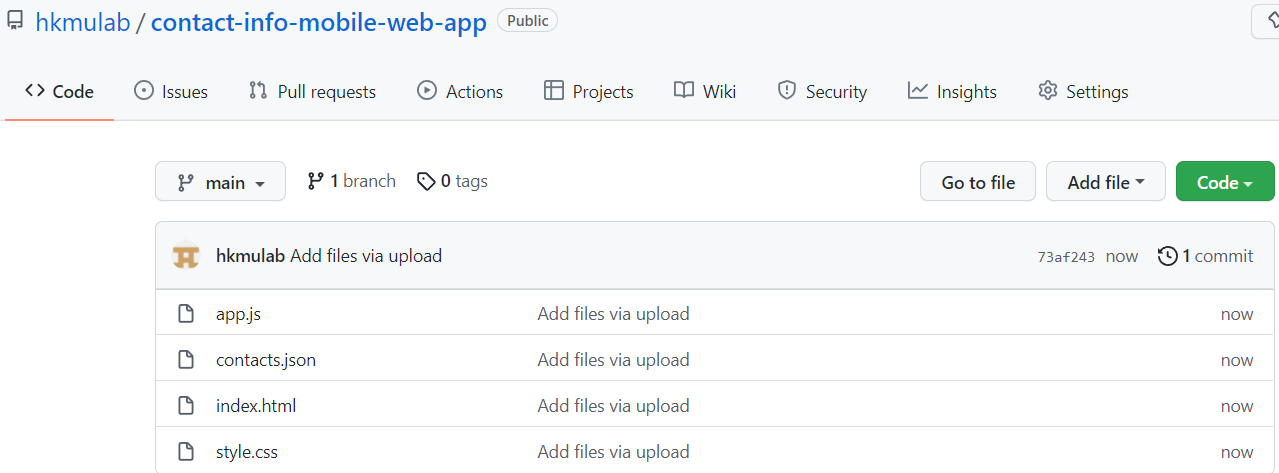 hkmulab / contact-info-mobile-web-app Public
Code Issues Pull requests Actions Projects Wiki Security Insights Settings
main 1 branch 0 tags Go to file Add file Code
hkmulab Add files via upload 73af243 now 1 commit
app.js Add files via upload now
contacts.json Add files via upload now
index.html Add files via upload now
style.css Add files via upload now